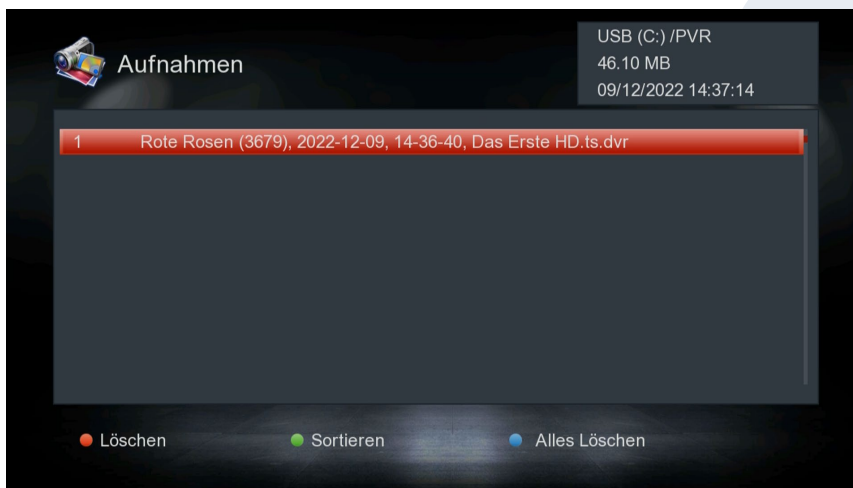 Aufnahmen
USB (C:) /PVR
46.10 MB
09/12/2022 14:37:14
1 Rote Rosen (3679), 2022-12-09, 14-36-40, Das Erste HD.ts.dvr
Löschen
Sortieren
Alles Löschen